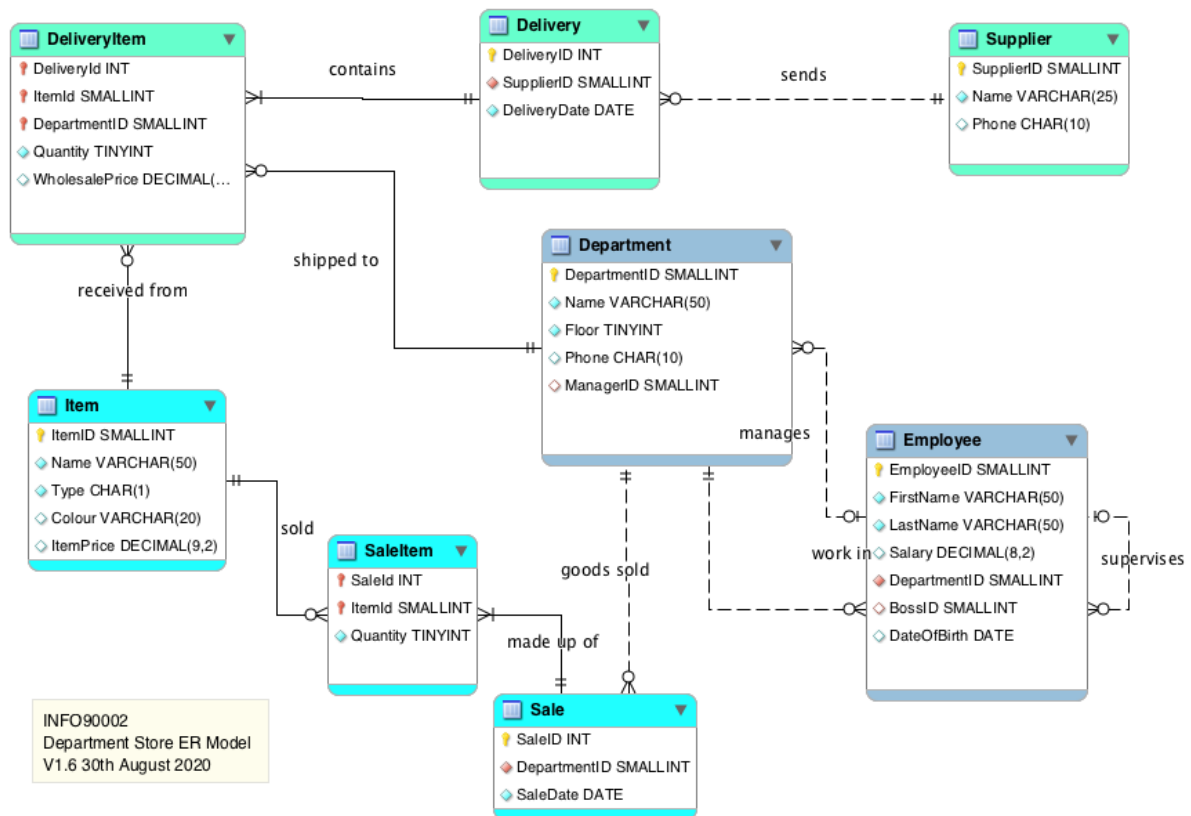 DeliveryItem
DeliveryId INT
ItemId SMALLINT
DepartmentID SMALLINT
Quantity TINYINT
WholesalePrice DECIMAL(...
contains
Delivery
DeliveryID INT
SupplierID SMALLINT
DeliveryDate DATE
sends
Supplier
SupplierID SMALLINT
Name VARCHAR(25)
Phone CHAR(10)
shipped to
received from
Department
DepartmentID SMALLINT
Name VARCHAR(50)
Floor TINYINT
Phone CHAR(10)
ManagerID SMALLINT
manages
Item
ItemID SMALLINT
Name VARCHAR(50)
Type CHAR(1)
Colour VARCHAR(20)
ItemPrice DECIMAL(9,2)
sold
SaleItem
SaleId INT
ItemId SMALLINT
Quantity TINYINT
goods sold
work in
Employee
EmployeeID SMALLINT
FirstName VARCHAR(50)
LastName VARCHAR(50)
Salary DECIMAL(8,2)
DepartmentID SMALLINT
BossID SMALLINT
DateOfBirth DATE
supervises
made up of
Sale
SaleID INT
DepartmentID SMALLINT
SaleDate DATE
INFO90002
Department Store ER Model
V1.6 30th August 2020